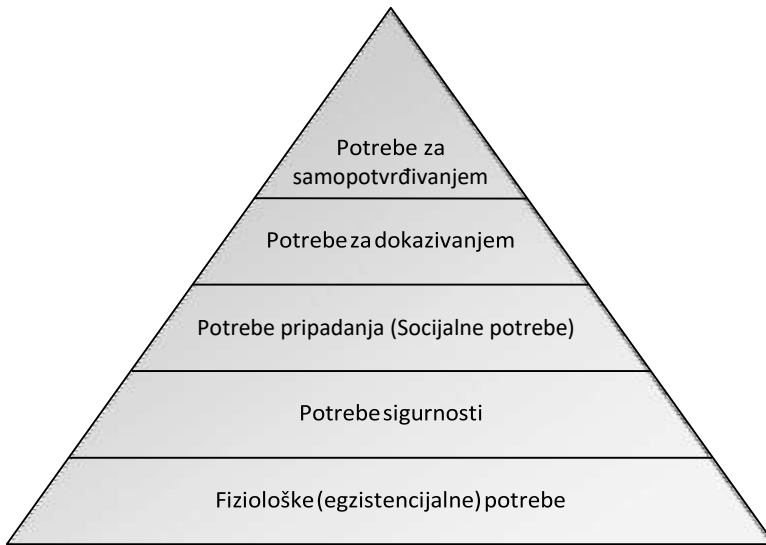 Potrebe za
samopotvrđivanjem
Potrebe za dokazivanjem
Potrebe pripadanja (Socijalne potrebe)
Potrebe sigurnosti
Fiziološke (egzistencijalne) potrebe